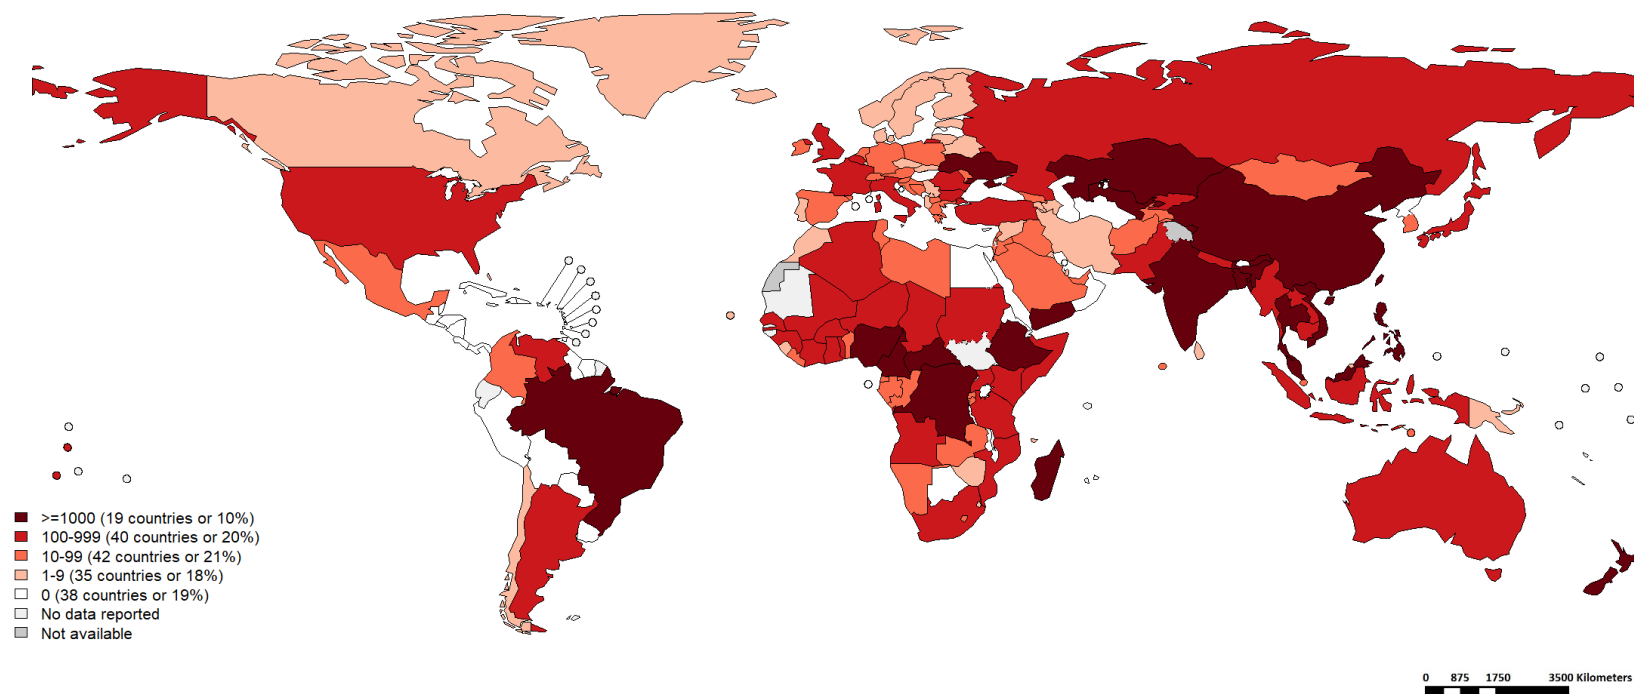 >=1000 (19 countries or 10%)
100-999 (40 countries or 20%)
10-99 (42 countries or 21%)
1-9 (35 countries or 18%)
0 (38 countries or 19%)
No data reported
Not available
0 875 1750 3500 Kilometers